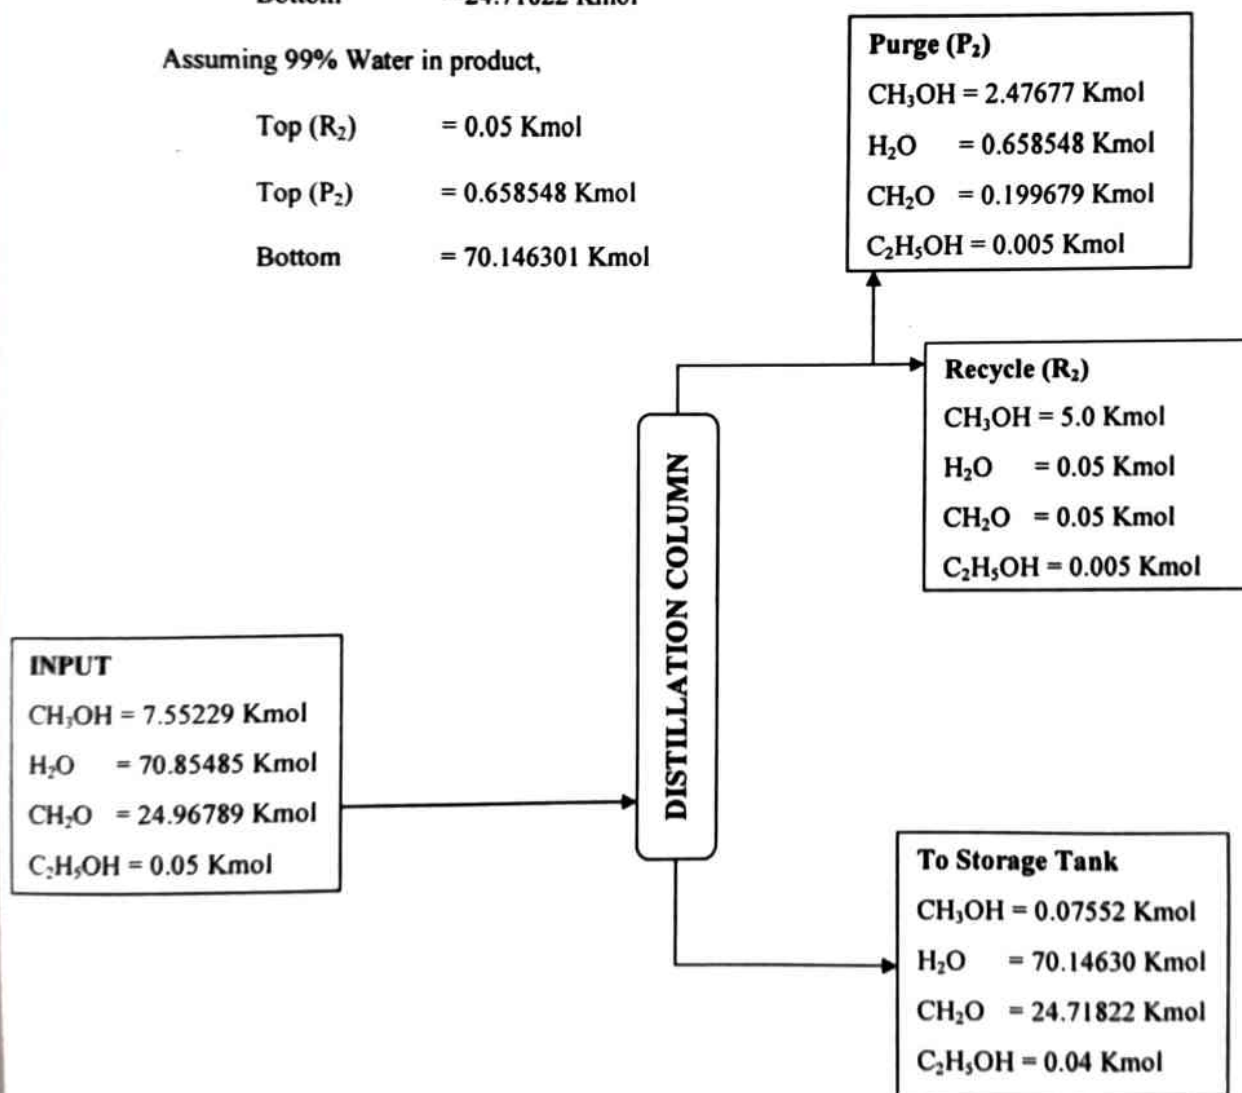 Bottom = 24.71822 Kmol
Assuming 99% Water in product,
Top (R₂) = 0.05 Kmol
Top (P₂) = 0.658548 Kmol
Bottom = 70.146301 Kmol
Purge (P₂)
CH₃OH = 2.47677 Kmol
H₂O = 0.658548 Kmol
CH₂O = 0.199679 Kmol
C₂H₅OH = 0.005 Kmol
Recycle (R₂)
CH₃OH = 5.0 Kmol
H₂O = 0.05 Kmol
CH₂O = 0.05 Kmol
C₂H₅OH = 0.005 Kmol
DISTILLATION COLUMN
INPUT
CH₃OH = 7.55229 Kmol
H₂O = 70.85485 Kmol
CH₂O = 24.96789 Kmol
C₂H₅OH = 0.05 Kmol
To Storage Tank
CH₃OH = 0.07552 Kmol
H₂O = 70.14630 Kmol
CH₂O = 24.71822 Kmol
C₂H₅OH = 0.04 Kmol